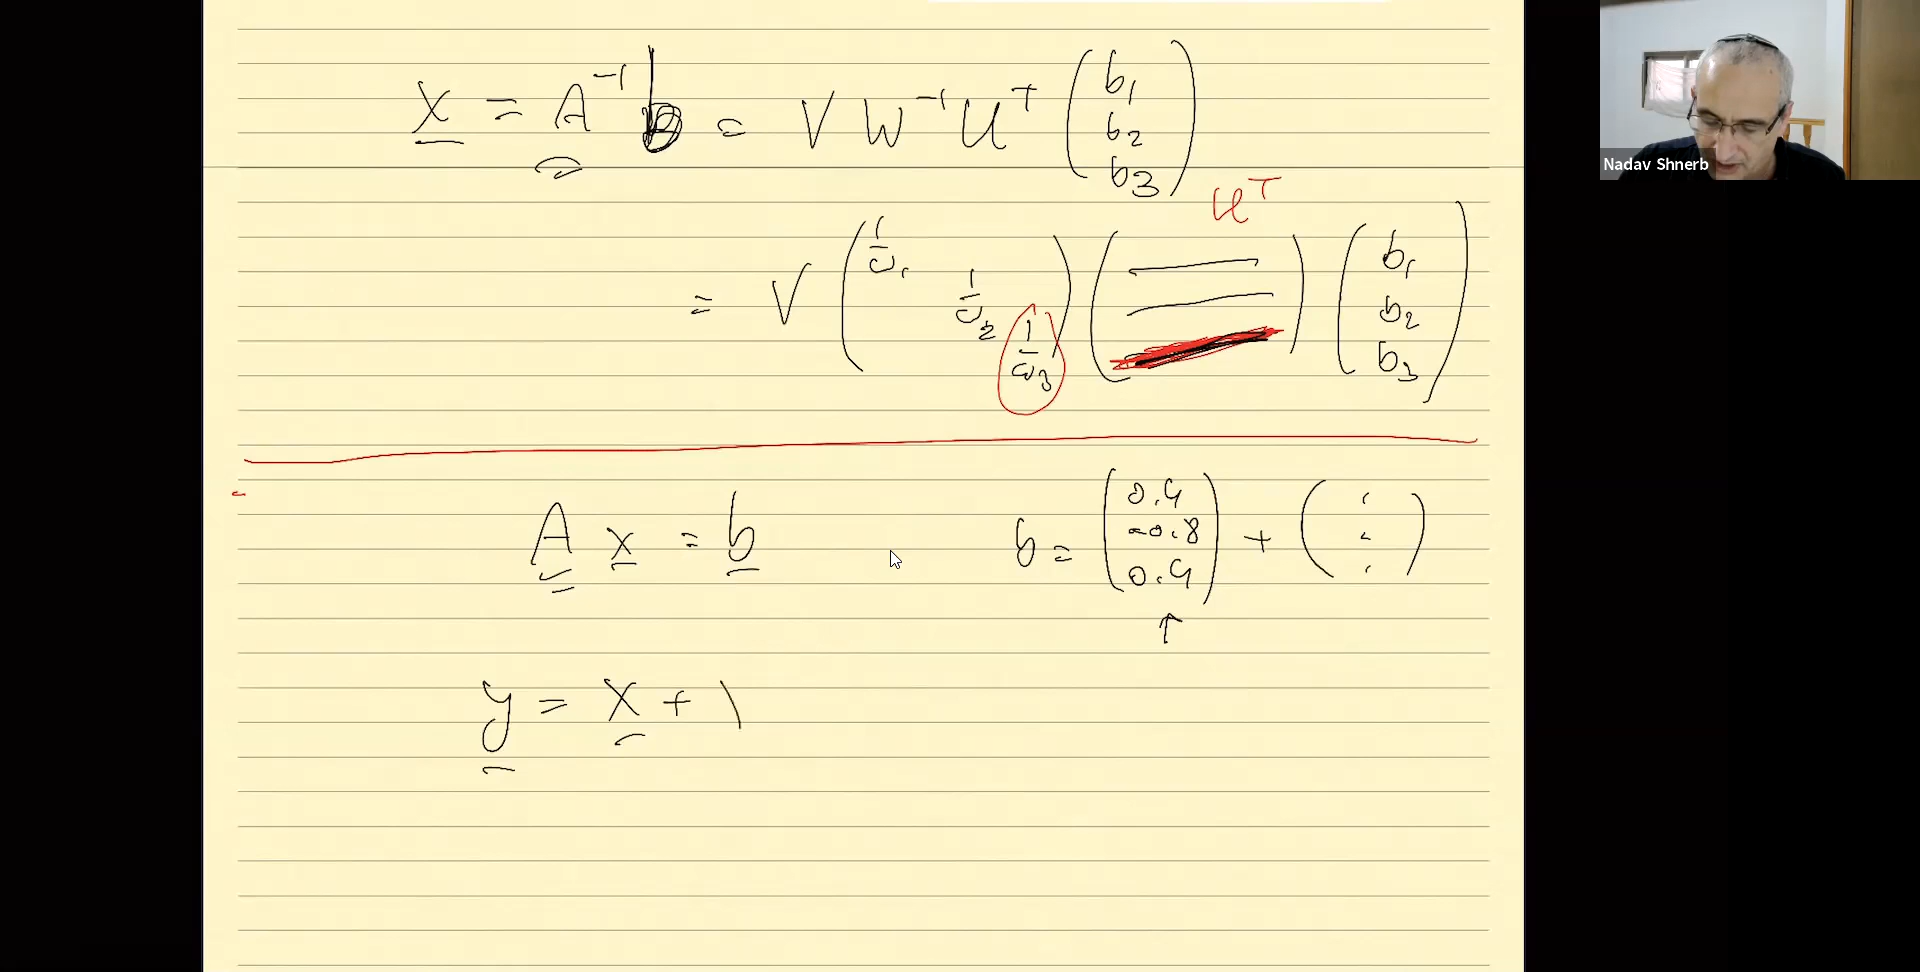 x = A⁻¹ b = V W⁻¹ Uᵀ (b₁ b₂ b₃)
Uᵀ
= V (1/ω₁ 1/ω₂ 1/ω₃) ( ) (b₁ b₂ b₃)
A x = b
b = (0.4 -0.8 0.4) + ( )
y = x + \
Nadav Shnerb